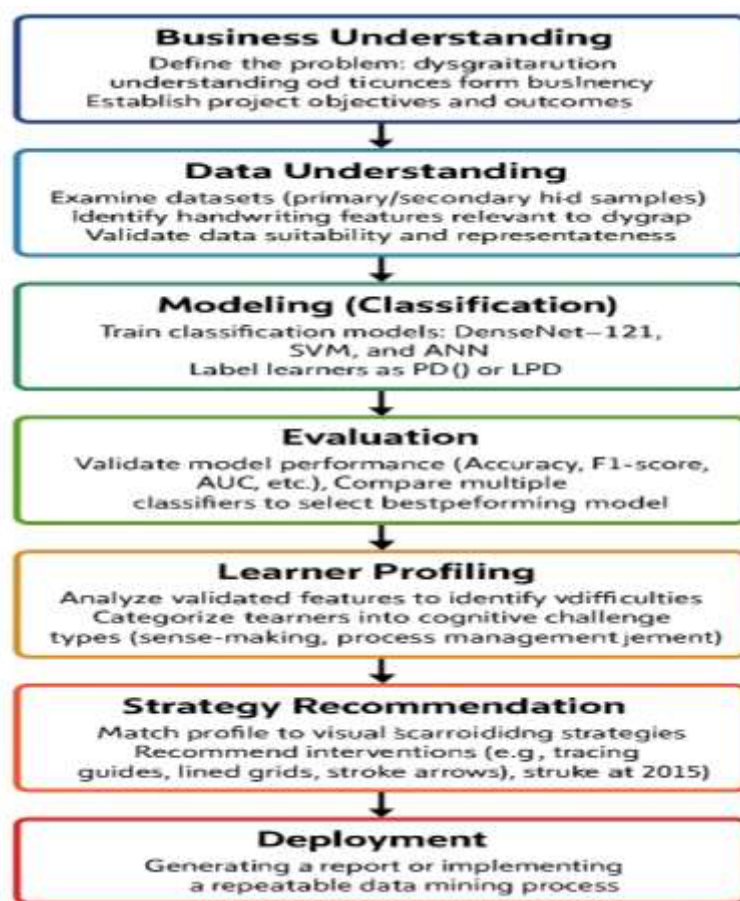 Business Understanding
Define the problem: dysgraitarution
understanding od ticunces form buslnency
Establish project objectives and outcomes
Data Understanding
Examine datasets (primary/secondary hid samples)
Identify handwriting features relevant to dygrap
Validate data suitability and representateness
Modeling (Classification)
Train classification models: DenseNet–121,
SVM, and ANN
Label learners as PD() or LPD
Evaluation
Validate model performance (Accuracy, F1-score,
AUC, etc.), Compare multiple
classifiers to select bestpeforming model
Learner Profiling
Analyze validated features to identify vdifficulties
Categorize tearners into cognitive challenge
types (sense-making, process management jement)
Strategy Recommendation
Match profile to visual scarroididng strategies
Recommend interventions (e.g., tracing
guides, lined grids, stroke arrows), struke at 2015)
Deployment
Generating a report or implementing
a repeatable data mining process